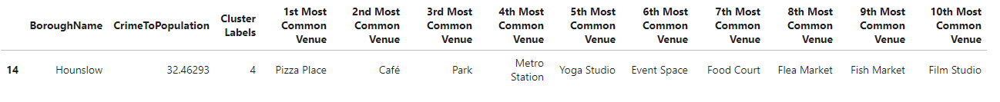 BoroughName CrimeToPopulation Cluster Labels 1st Most Common Venue 2nd Most Common Venue 3rd Most Common Venue 4th Most Common Venue 5th Most Common Venue 6th Most Common Venue 7th Most Common Venue 8th Most Common Venue 9th Most Common Venue 10th Most Common Venue
14 Hounslow 32.46293 4 Pizza Place Café Park Metro Station Yoga Studio Event Space Food Court Flea Market Fish Market Film Studio